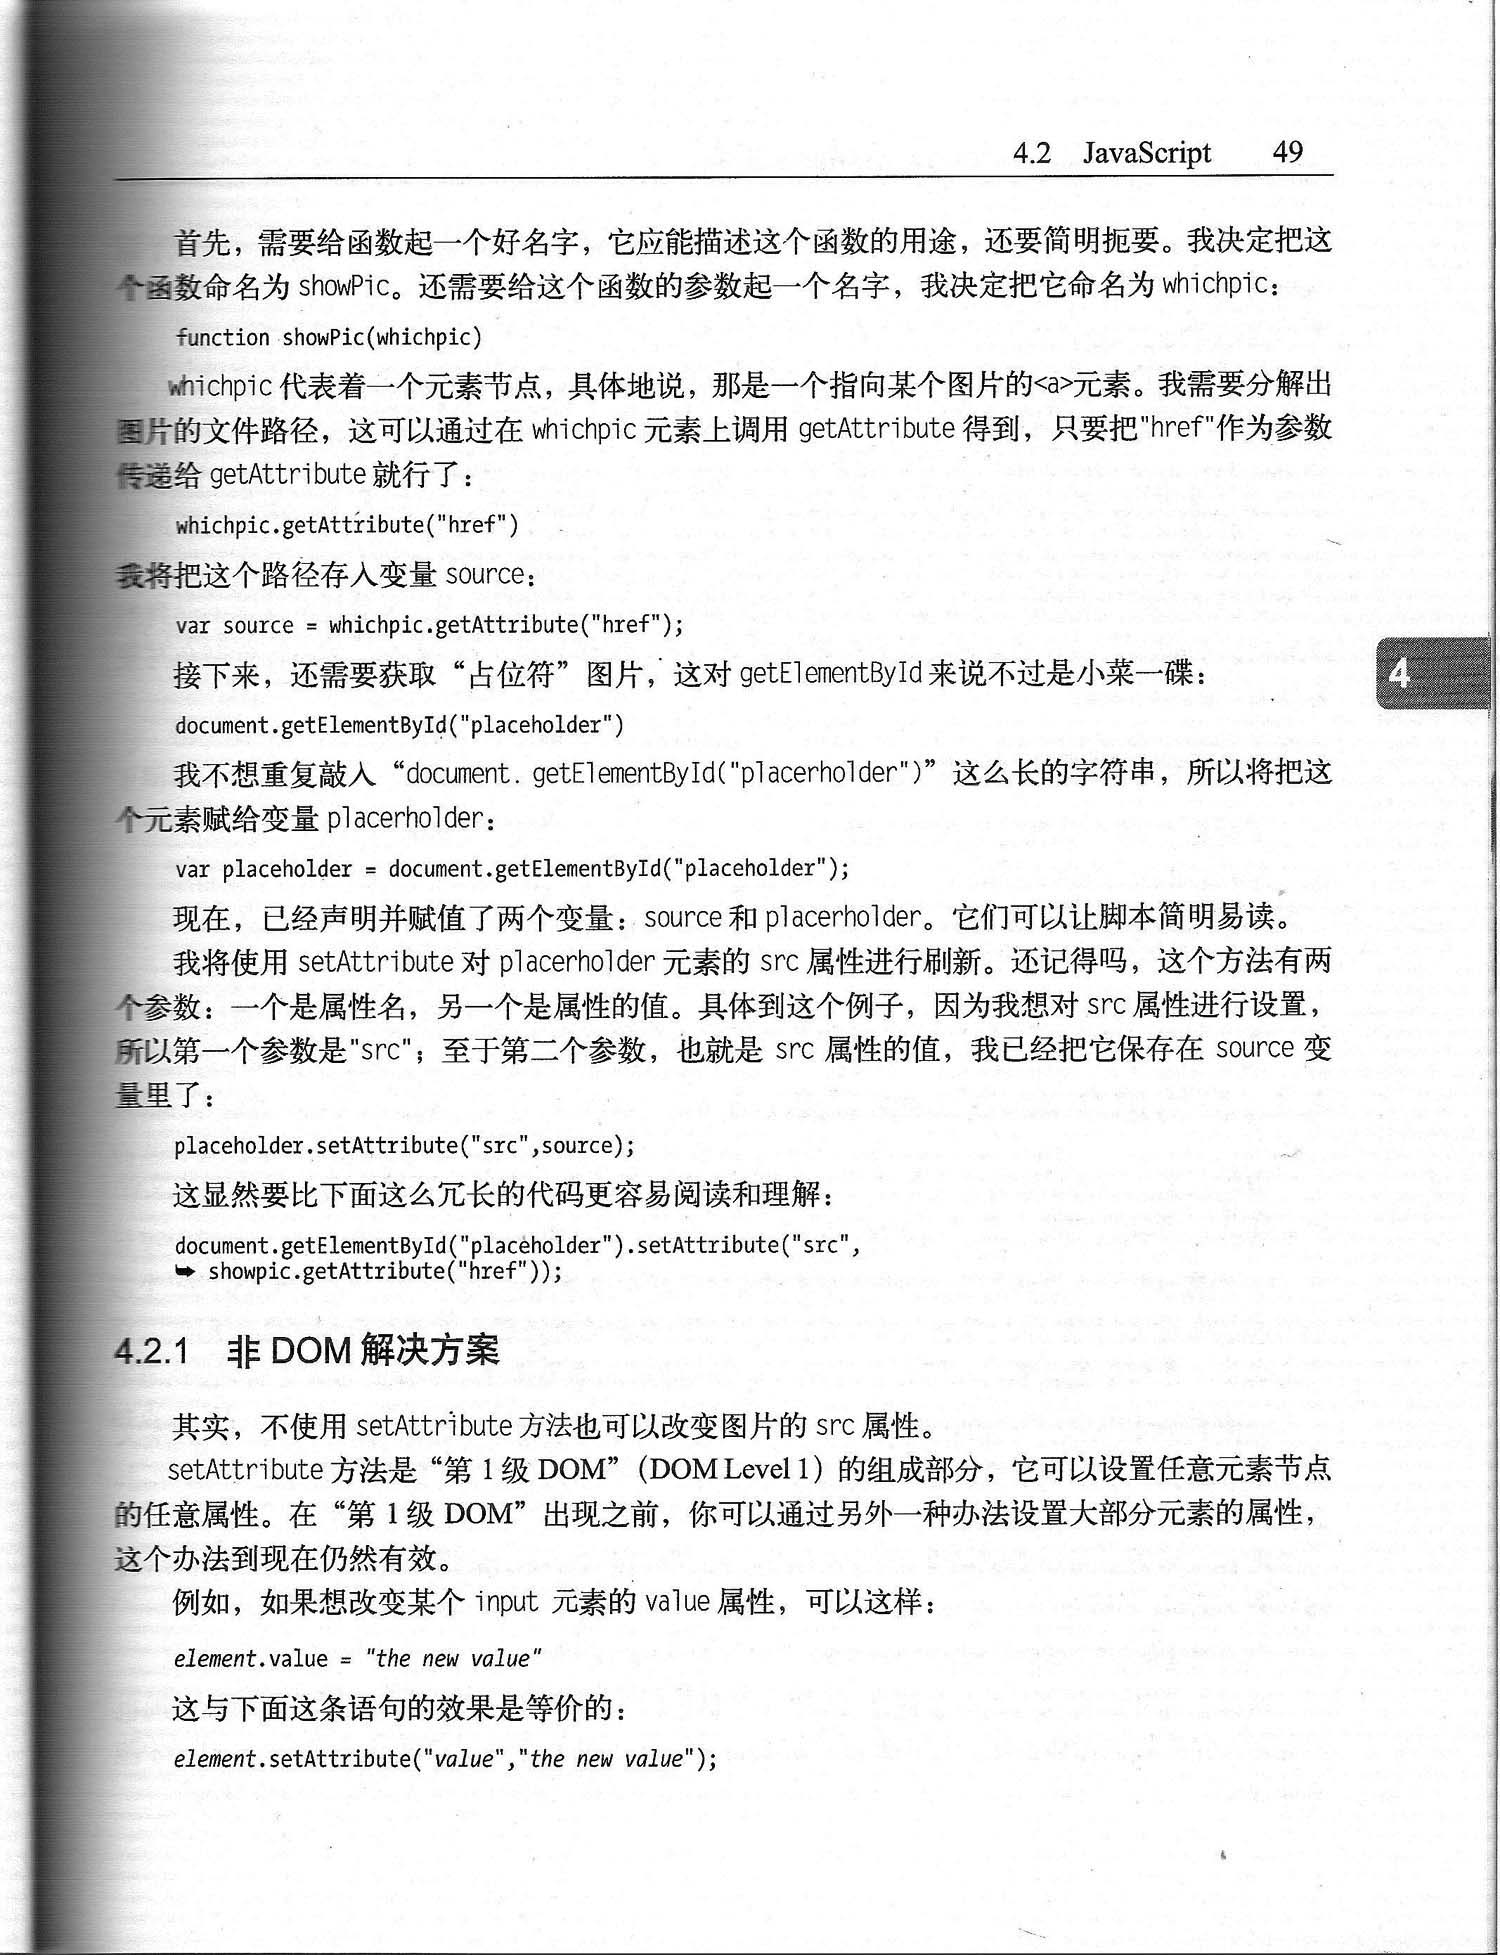 4.2 JavaScript 49
首先，需要给函数起一个好名字，它应能描述这个函数的用途，还要简明扼要。我决定把这
个函数命名为 showPic。还需要给这个函数的参数起一个名字，我决定把它命名为 whichpic：
function showPic(whichpic)
whichpic 代表着一个元素节点，具体地说，那是一个指向某个图片的<a>元素。我需要分解出
图片的文件路径，这可以通过在 whichpic 元素上调用 getAttribute 得到，只要把"href"作为参数
传递给 getAttribute 就行了：
whichpic.getAttribute("href")
我将把这个路径存入变量 source：
var source = whichpic.getAttribute("href");
接下来，还需要获取“占位符”图片，这对 getElementById 来说不过是小菜一碟：
document.getElementById("placeholder")
我不想重复敲入“document. getElementById("placerholder")”这么长的字符串，所以将把这
个元素赋给变量 placerholder：
var placeholder = document.getElementById("placeholder");
现在，已经声明并赋值了两个变量：source 和 placerholder。它们可以让脚本简明易读。
我将使用 setAttribute 对 placerholder 元素的 src 属性进行刷新。还记得吗，这个方法有两
个参数：一个是属性名，另一个是属性的值。具体到这个例子，因为我想对 src 属性进行设置，
所以第一个参数是"src"；至于第二个参数，也就是 src 属性的值，我已经把它保存在 source 变
量里了：
placeholder.setAttribute("src",source);
这显然要比下面这么冗长的代码更容易阅读和理解：
document.getElementById("placeholder").setAttribute("src",
➥ showpic.getAttribute("href"));
4
4.2.1 非 DOM 解决方案
其实，不使用 setAttribute 方法也可以改变图片的 src 属性。
setAttribute 方法是“第 1 级 DOM”（DOM Level 1）的组成部分，它可以设置任意元素节点
的任意属性。在“第 1 级 DOM”出现之前，你可以通过另外一种办法设置大部分元素的属性，
这个办法到现在仍然有效。
例如，如果想改变某个 input 元素的 value 属性，可以这样：
element.value = "the new value"
这与下面这条语句的效果是等价的：
element.setAttribute("value","the new value");